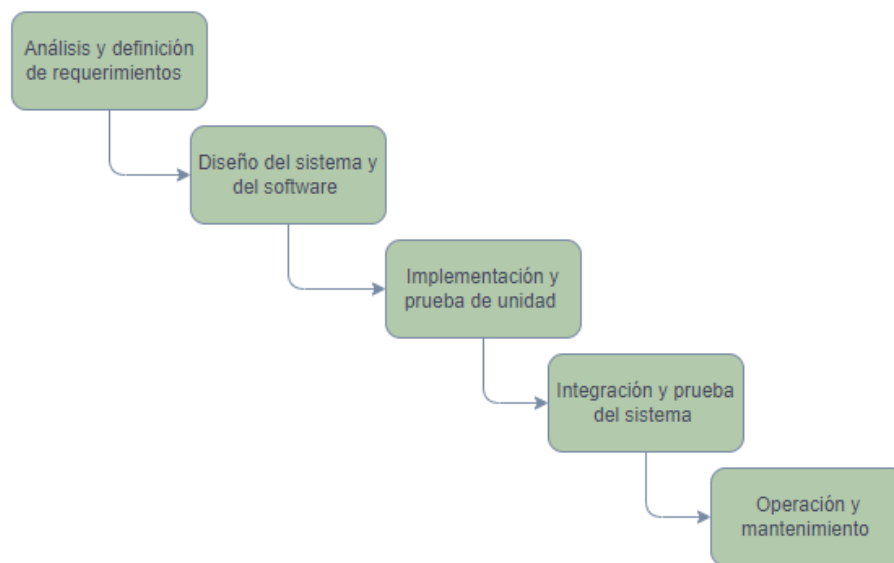 Análisis y definición
de requerimientos
Diseño del sistema y
del software
Implementación y
prueba de unidad
Integración y prueba
del sistema
Operación y
mantenimiento